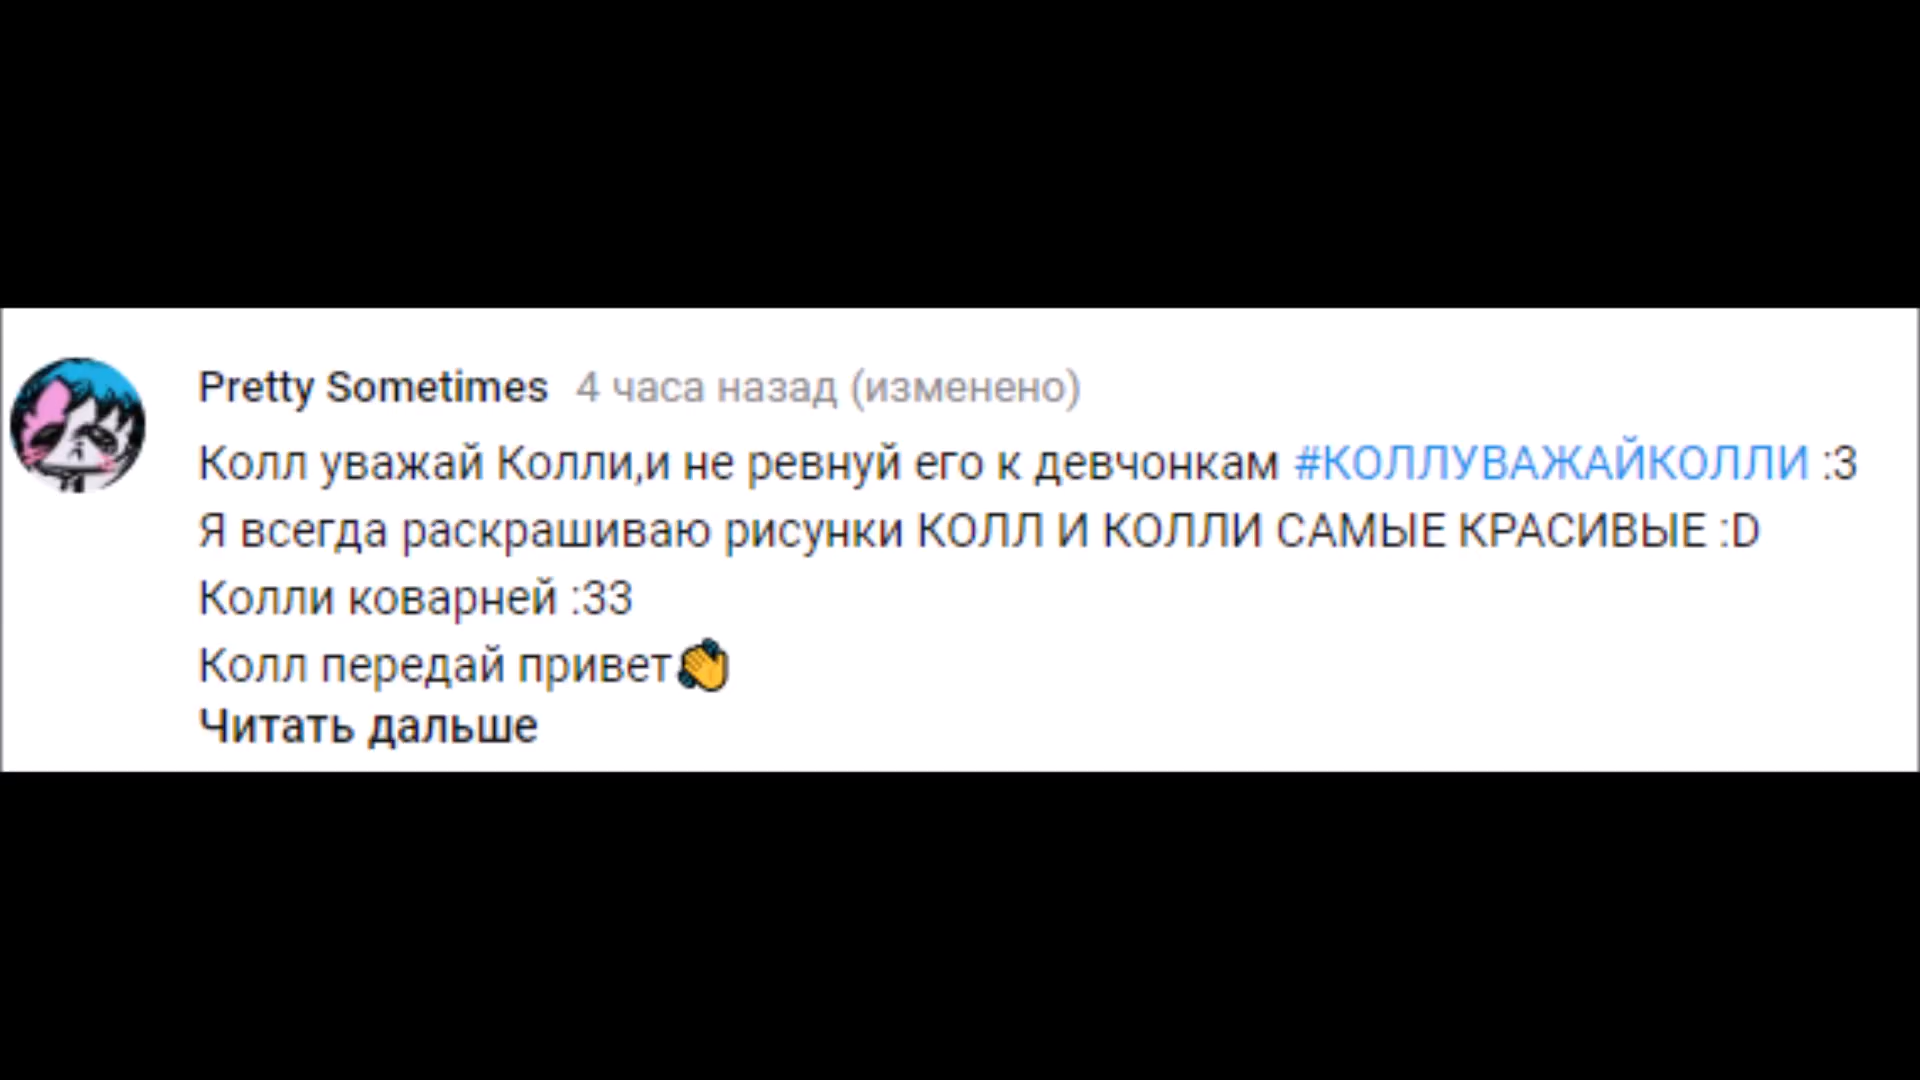 Pretty Sometimes 4 часа назад (изменено)
Колл уважай Колли,и не ревнуй его к девчонкам #КОЛЛУВАЖАЙКОЛЛИ :3
Я всегда раскрашиваю рисунки КОЛЛ И КОЛЛИ САМЫЕ КРАСИВЫЕ :D
Колли коварней :33
Колл передай привет👏
Читать дальше